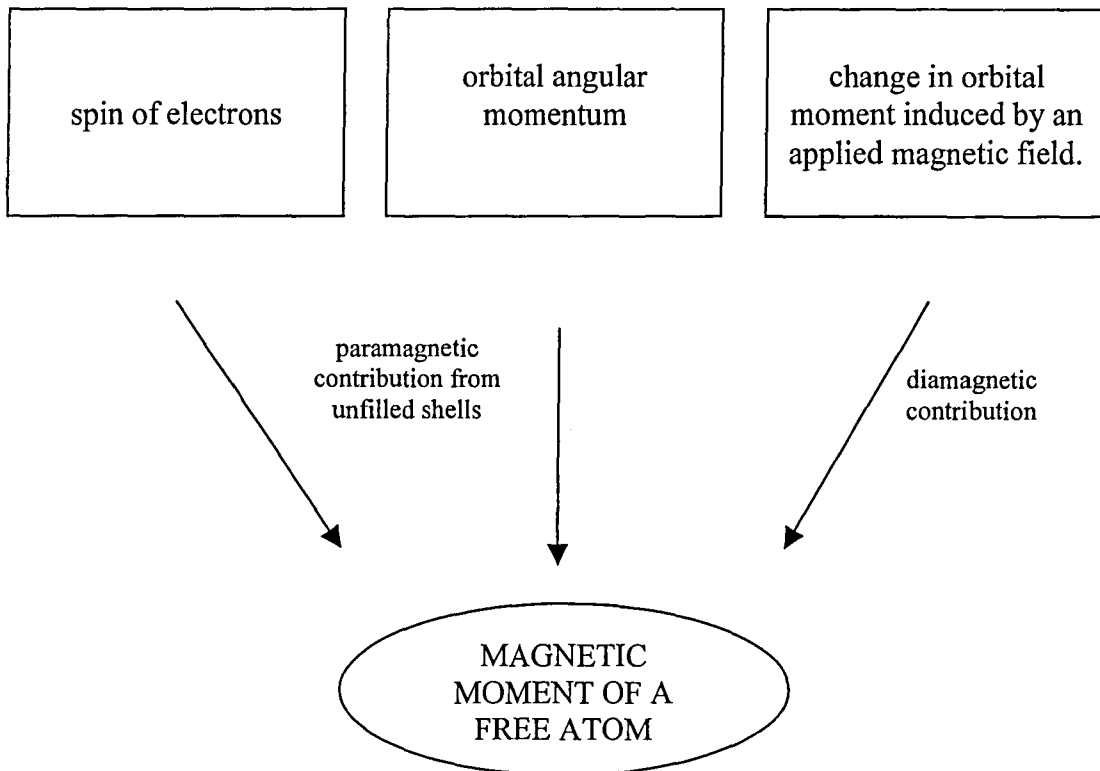 spin of electrons
orbital angular
momentum
change in orbital
moment induced by an
applied magnetic field.
paramagnetic
contribution from
unfilled shells
diamagnetic
contribution
MAGNETIC
MOMENT OF A
FREE ATOM